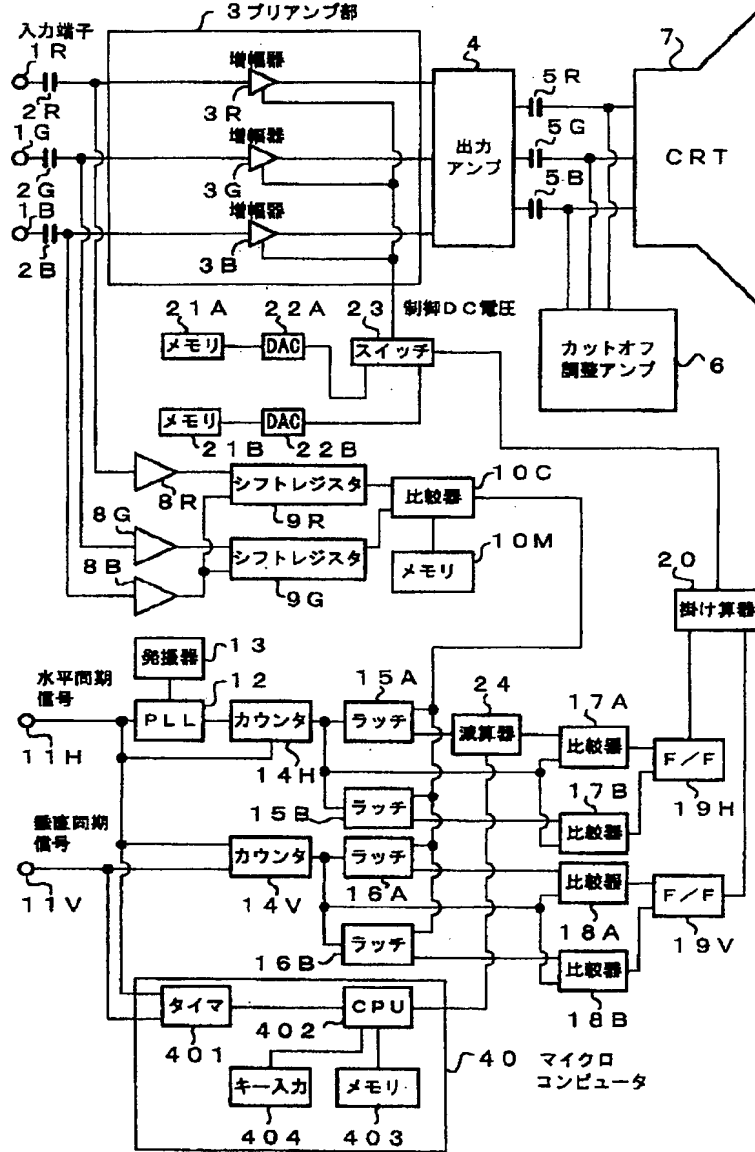 3プリアンプ部
入力端子
1R
2R
増幅器
3R
4
5R
7
1G
2G
増幅器
3G
出力
アンプ
5G
CRT
1B
2B
増幅器
3B
5B
21A
22A
23
制御DC電圧
メモリ
DAC
スイッチ
カットオフ
調整アンプ
6
メモリ
DAC
21B
22B
8R
シフトレジスタ
9R
比較器
10C
8G
シフトレジスタ
9G
メモリ
10M
8B
20
掛け算器
発振器
13
水平同期
信号
12
PLL
カウンタ
15A
ラッチ
24
減算器
17A
比較器
F/F
11H
14H
15B
ラッチ
17B
比較器
19H
垂直同期
信号
カウンタ
ラッチ
比較器
F/F
11V
14V
16A
18A
19V
ラッチ
16B
比較器
18B
タイマ
401
CPU
402
40
マイクロ
コンピュータ
キー入力
メモリ
404
403